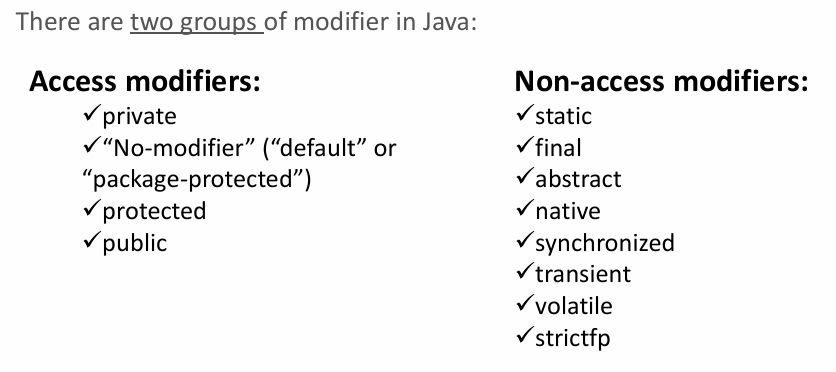 There are two groups of modifier in Java:
Access modifiers:
✓private
✓“No-modifier” (“default” or
“package-protected”)
✓protected
✓public
Non-access modifiers:
✓static
✓final
✓abstract
✓native
✓synchronized
✓transient
✓volatile
✓strictfp